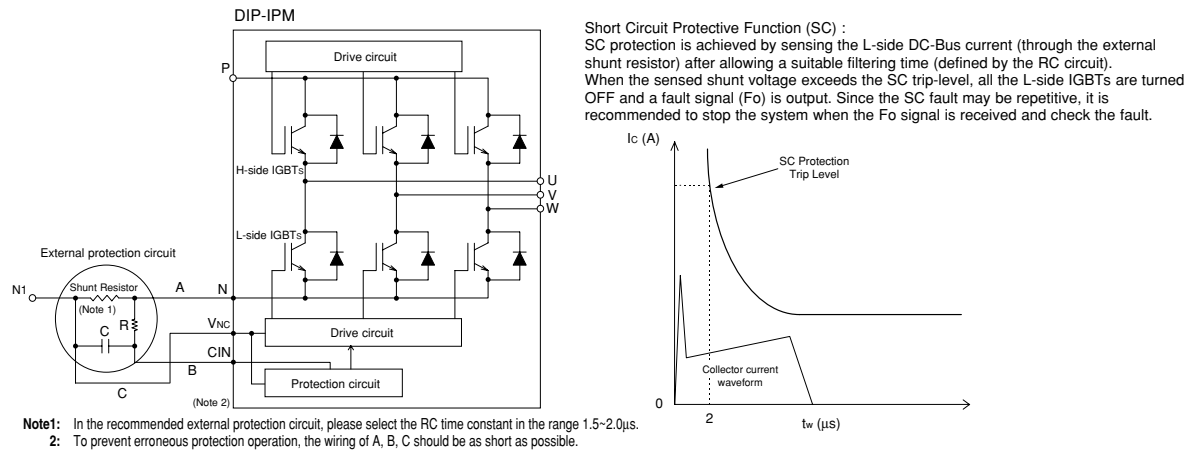 DIP-IPM
Drive circuit
P
H-side IGBTs
U
V
W
L-side IGBTs
External protection circuit
N1
Shunt Resistor
A
N
(Note 1)
R
C
VNC
Drive circuit
CIN
B
C
Protection circuit
(Note 2)
Short Circuit Protective Function (SC) :
SC protection is achieved by sensing the L-side DC-Bus current (through the external
shunt resistor) after allowing a suitable filtering time (defined by the RC circuit).
When the sensed shunt voltage exceeds the SC trip-level, all the L-side IGBTs are turned
OFF and a fault signal (Fo) is output. Since the SC fault may be repetitive, it is
recommended to stop the system when the Fo signal is received and check the fault.
IC (A)
SC Protection
Trip Level
Collector current
waveform
0
2
tw (μs)
Note1: In the recommended external protection circuit, please select the RC time constant in the range 1.5~2.0μs.
2: To prevent erroneous protection operation, the wiring of A, B, C should be as short as possible.